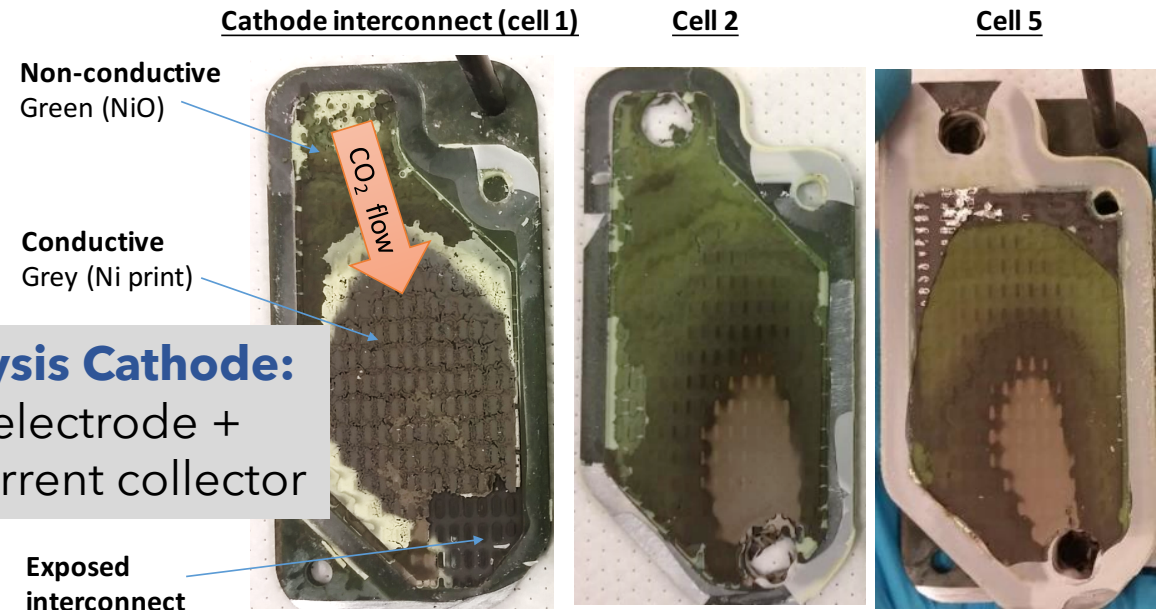 Cathode interconnect (cell 1)
Cell 2
Cell 5
Non-conductive
Green (NiO)
CO₂ flow
Conductive
Grey (Ni print)
ysis Cathode:
electrode +
rrent collector
Exposed
interconnect